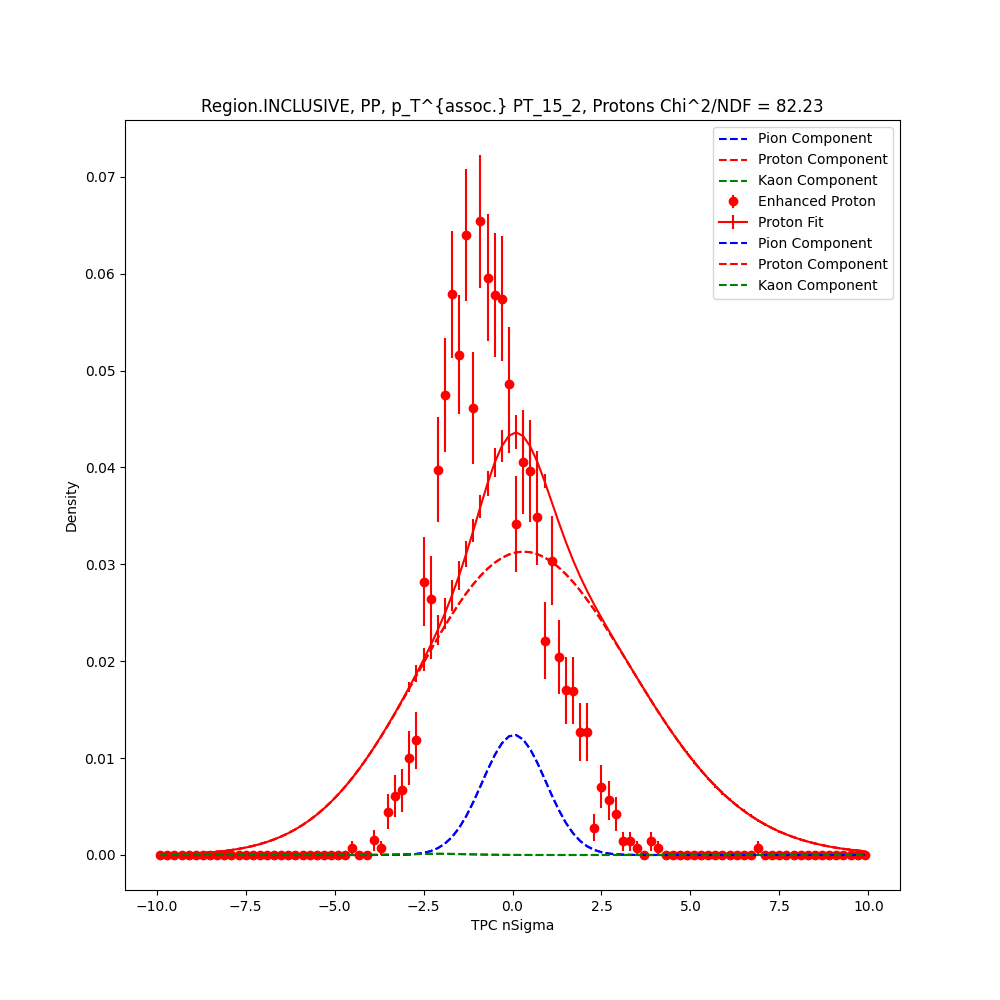 Region.INCLUSIVE, PP, p_T^{assoc.} PT_15_2, Protons Chi^2/NDF = 82.23
Pion Component
Proton Component
Kaon Component
Enhanced Proton
Proton Fit
Pion Component
Proton Component
Kaon Component
0.07
0.06
0.05
0.04
0.03
0.02
0.01
0.00
Density
−10.0 −7.5 −5.0 −2.5 0.0 2.5 5.0 7.5 10.0
TPC nSigma